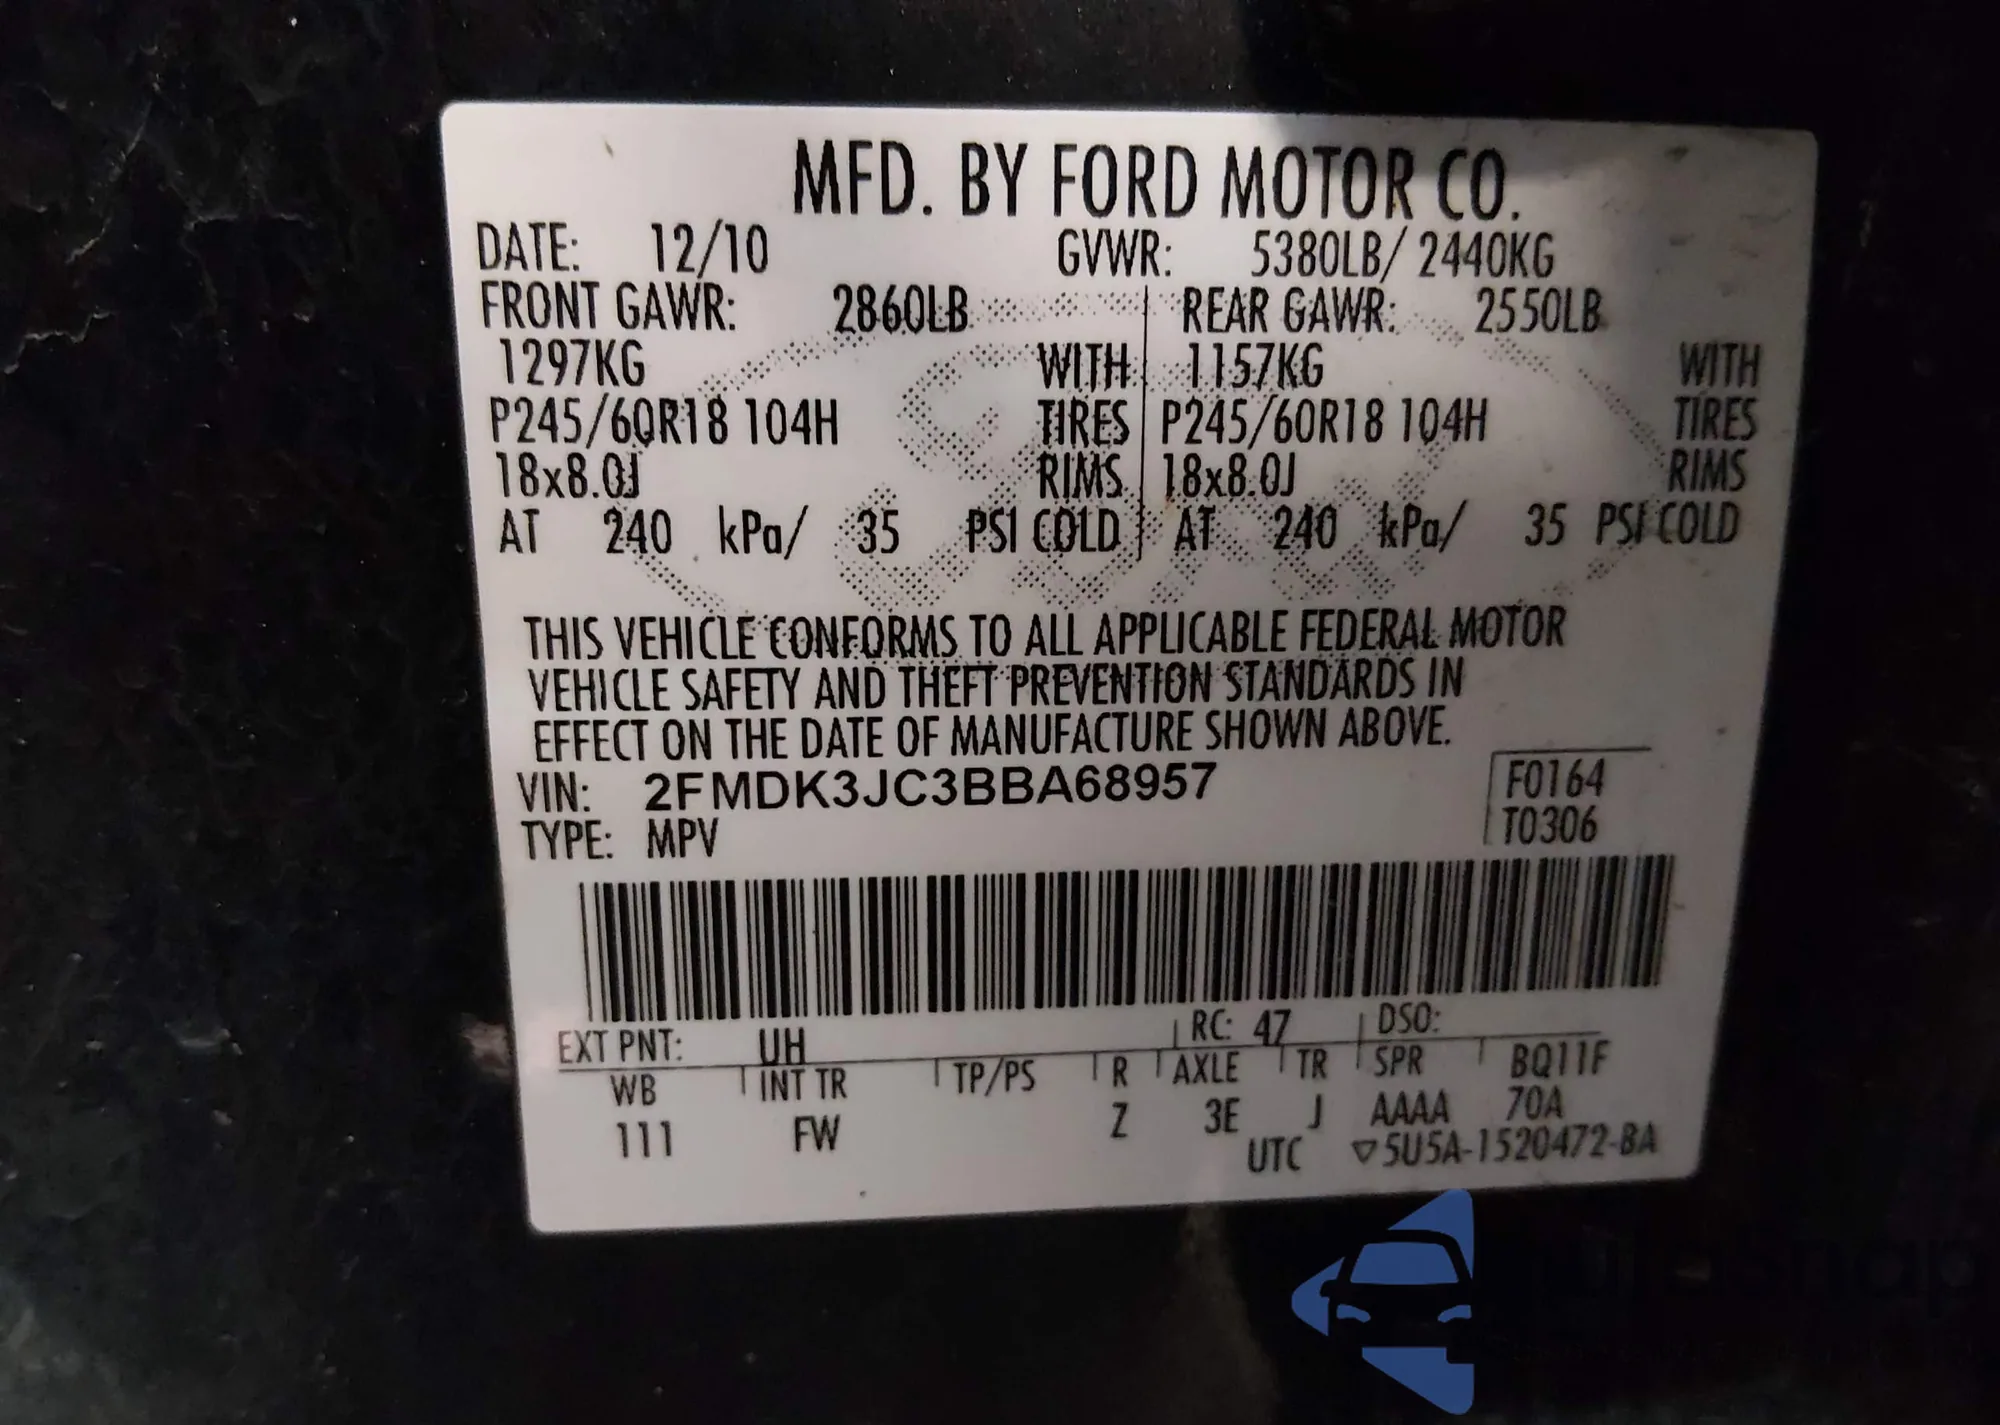 MFD. BY FORD MOTOR CO.
DATE: 12/10 GVWR: 5380LB/ 2440KG
FRONT GAWR: 2860LB REAR GAWR: 2550LB
1297KG WITH 1157KG WITH
P245/60R18 104H TIRES P245/60R18 104H TIRES
18x8.0J RIMS 18x8.0J RIMS
AT 240 kPa/ 35 PSI COLD AT 240 kPa/ 35 PSI COLD
THIS VEHICLE CONFORMS TO ALL APPLICABLE FEDERAL MOTOR
VEHICLE SAFETY AND THEFT PREVENTION STANDARDS IN
EFFECT ON THE DATE OF MANUFACTURE SHOWN ABOVE.
VIN: 2FMDK3JC3BBA68957 F0164
TYPE: MPV T0306
EXT PNT: UH RC: 47 DSO:
WB INT TR TP/PS R AXLE TR SPR BQ11F
111 FW Z 3E J AAAA 70A
UTC ▽5U5A-1520472-BA